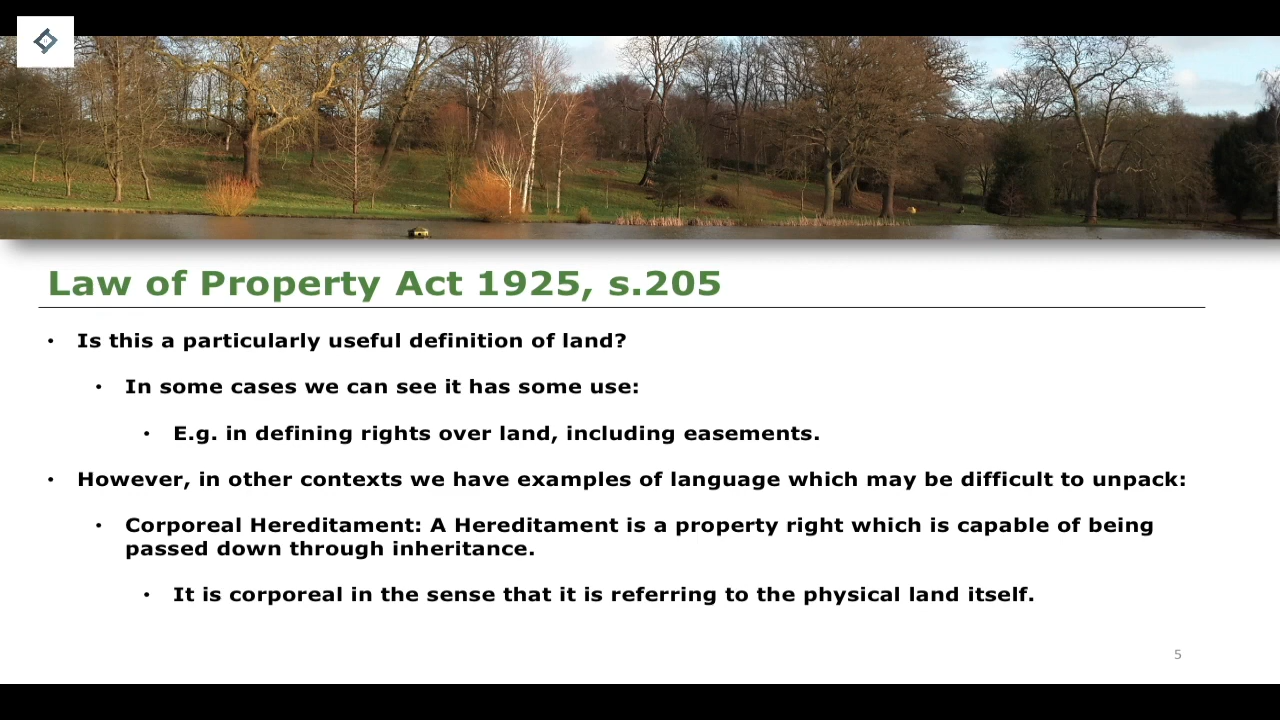 Law of Property Act 1925, s.205
• Is this a particularly useful definition of land?
• In some cases we can see it has some use:
• E.g. in defining rights over land, including easements.
• However, in other contexts we have examples of language which may be difficult to unpack:
• Corporeal Hereditament: A Hereditament is a property right which is capable of being
passed down through inheritance.
• It is corporeal in the sense that it is referring to the physical land itself.
5